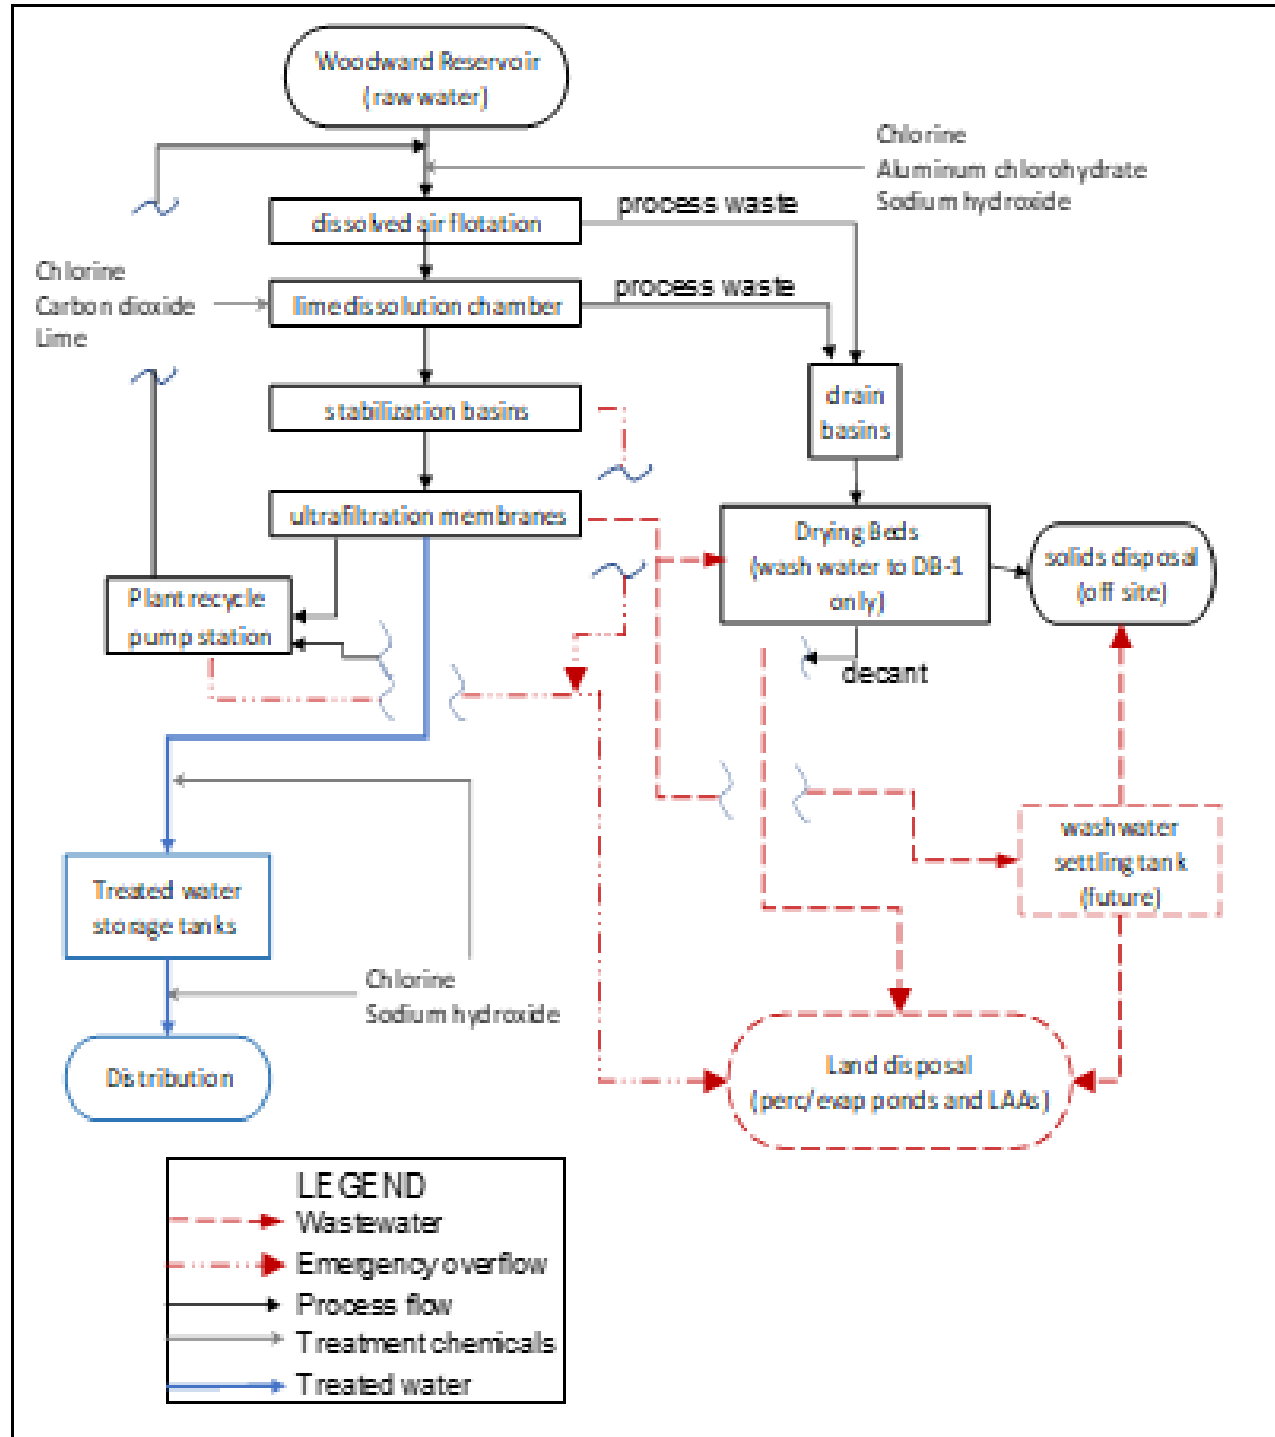 Woodward Reservoir
(raw water)
Chlorine
Aluminum chlorohydrate
Sodium hydroxide
process waste
dissolved air flotation
Chlorine
Carbon dioxide
Lime
process waste
lime dissolution chamber
stabilization basins
drain
basins
ultrafiltration membranes
Drying Beds
(wash water to DB-1
only)
solids disposal
(off site)
Plant recycle
pump station
decant
washwater
settling tank
(future)
Treated water
storage tanks
Chlorine
Sodium hydroxide
Distribution
Land disposal
(perc/evap ponds and LAAs)
LEGEND
Wastewater
Emergency overflow
Process flow
Treatment chemicals
Treated water